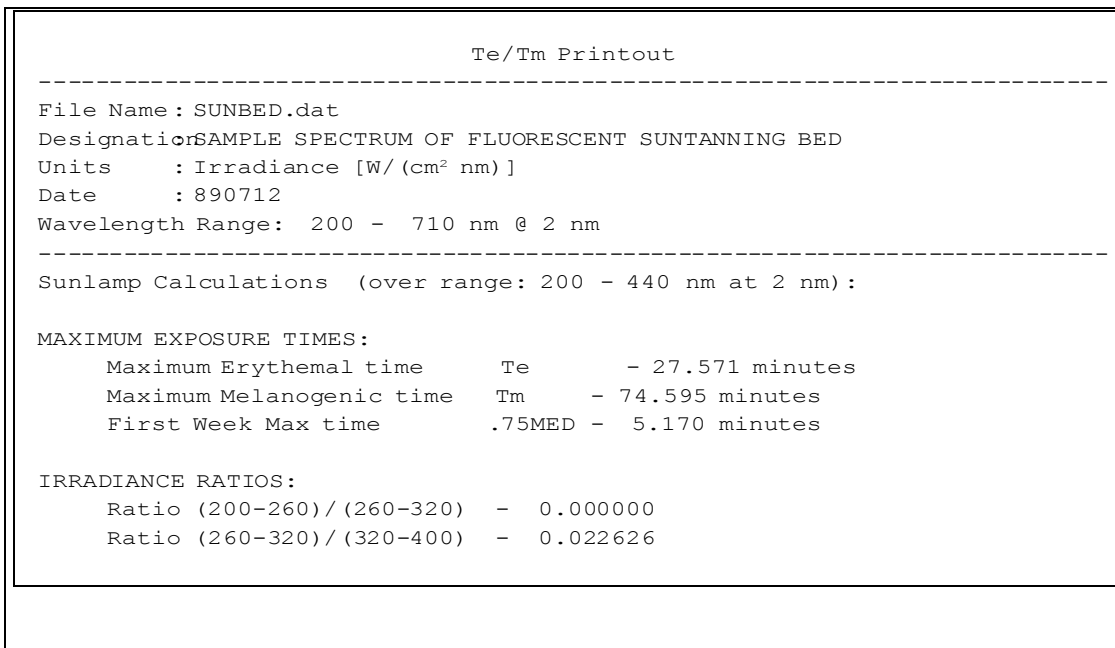 Te/Tm Printout
--------------------------------------------------------------------------
File Name : SUNBED.dat
Designation: SAMPLE SPECTRUM OF FLUORESCENT SUNTANNING BED
Units : Irradiance [W/(cm² nm)]
Date : 890712
Wavelength Range: 200 - 710 nm @ 2 nm
--------------------------------------------------------------------------
Sunlamp Calculations (over range: 200 - 440 nm at 2 nm):
MAXIMUM EXPOSURE TIMES:
Maximum Erythemal time Te - 27.571 minutes
Maximum Melanogenic time Tm - 74.595 minutes
First Week Max time .75MED - 5.170 minutes
IRRADIANCE RATIOS:
Ratio (200-260)/(260-320) - 0.000000
Ratio (260-320)/(320-400) - 0.022626